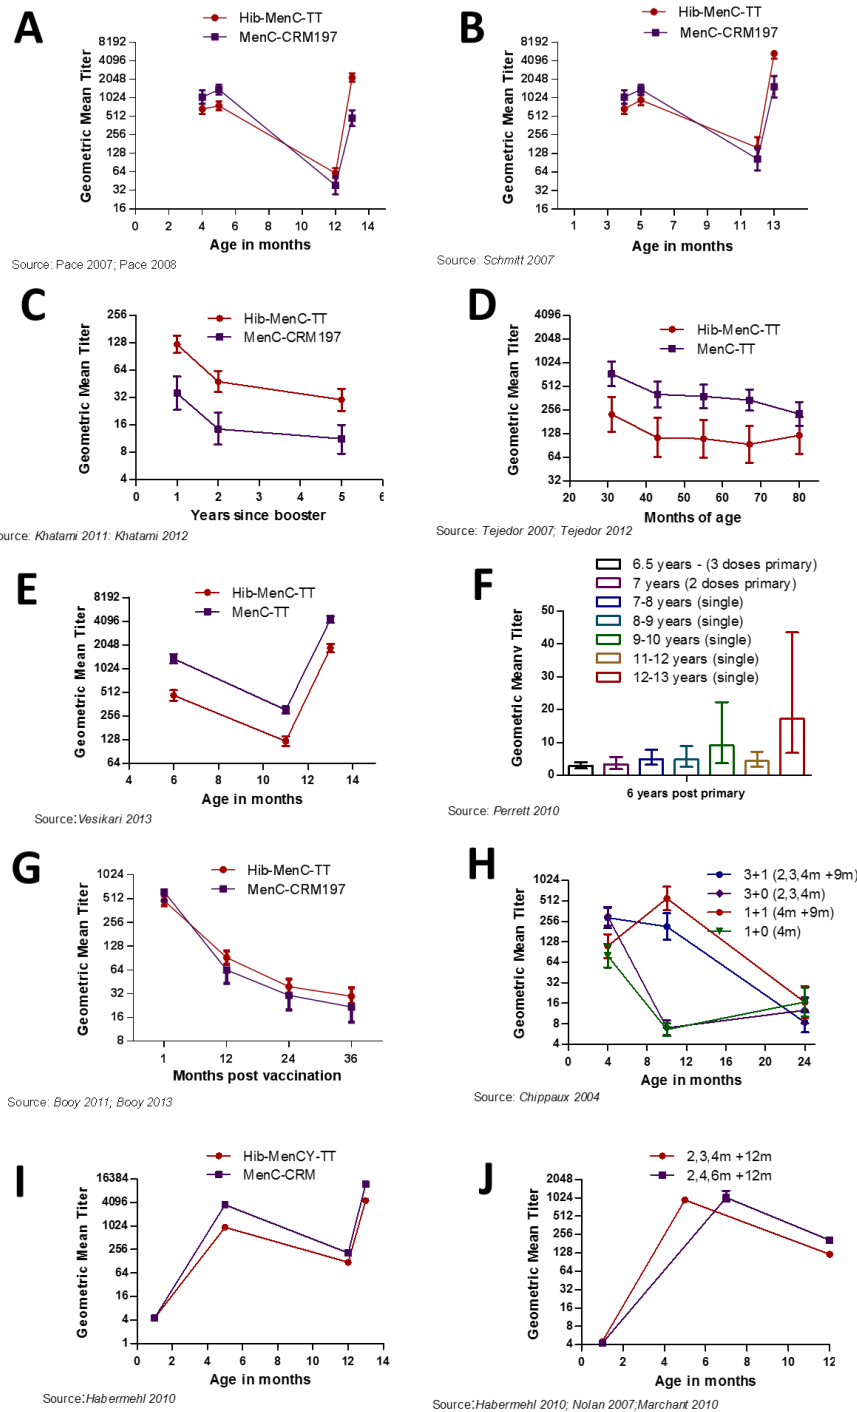 A
Hib-MenC-TT
MenC-CRM197
Geometric Mean Titer
8192
4096
2048
1024
512
256
128
64
32
16
0 2 4 6 8 10 12 14
Age in months
Source: Pace 2007; Pace 2008
B
Hib-MenC-TT
MenC-CRM197
Geometric Mean Titer
8192
4096
2048
1024
512
256
128
64
32
16
1 3 5 7 9 11 13
Age in months
Source: Schmitt 2007
C
Hib-MenC-TT
MenC-CRM197
Geometric Mean Titer
256
128
64
32
16
8
4
0 1 2 3 4 5 6
Years since booster
ource: Khatami 2011: Khatami 2012
D
Hib-MenC-TT
MenC-TT
Geometric Mean Titer
4096
2048
1024
512
256
128
64
32
20 30 40 50 60 70 80
Months of age
Source: Tejedor 2007; Tejedor 2012
E
Hib-MenC-TT
MenC-TT
Geometric Mean Titer
8192
4096
2048
1024
512
256
128
64
4 6 8 10 12 14
Age in months
Source:Vesikari 2013
F
6.5 years - (3 doses primary)
7 years (2 doses primary)
7-8 years (single)
8-9 years (single)
9-10 years (single)
11-12 years (single)
12-13 years (single)
Geometric Meanv Titer
50
40
30
20
10
0
6 years post primary
Source: Perrett 2010
G
Hib-MenC-TT
MenC-CRM197
Geometric Mean Titer
1024
512
256
128
64
32
16
8
1 12 24 36
Months post vaccination
Source: Booy 2011; Booy 2013
H
3+1 (2,3,4m +9m)
3+0 (2,3,4m)
1+1 (4m +9m)
1+0 (4m)
Geometric Mean Titer
1024
512
256
128
64
32
16
8
4
0 4 8 12 16 20 24
Age in months
Source: Chippaux 2004
I
Hib-MenCY-TT
MenC-CRM
Geometric Mean Titer
16384
4096
1024
256
64
16
4
1
0 2 4 6 8 10 12 14
Age in months
Source:Habermehl 2010
J
2,3,4m +12m
2,4,6m +12m
Geometric Mean Titer
2048
1024
512
256
128
64
32
16
8
4
0 2 4 6 8 10 12
Age in months
Source:Habermehl 2010; Nolan 2007;Marchant 2010